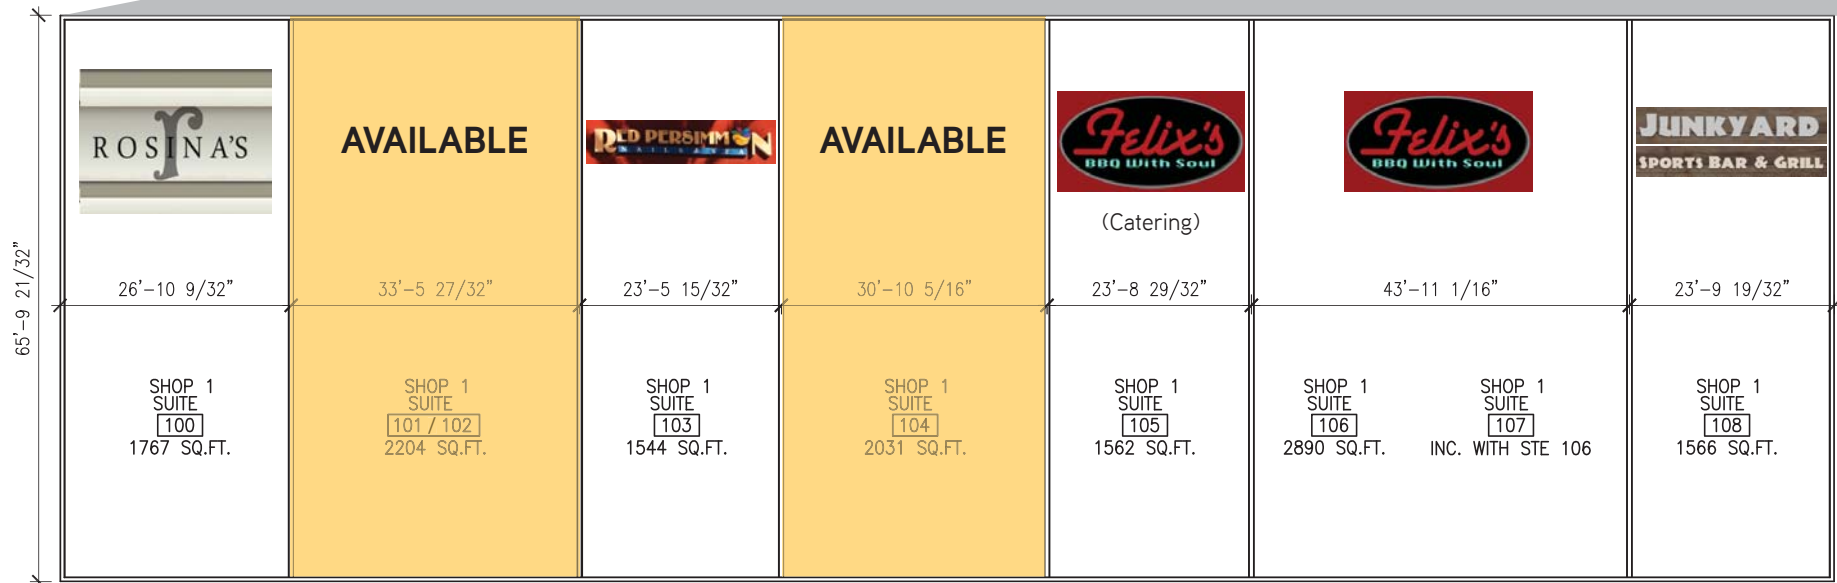 ROSINA'S
r
AVAILABLE
RED PERSIMMON
NAILS & SPA
AVAILABLE
Felix's
BBQ With Soul
(Catering)
Felix's
BBQ With Soul
JUNKYARD
SPORTS BAR & GRILL
65'-9 21/32"
26'-10 9/32"
33'-5 27/32"
23'-5 15/32"
30'-10 5/16"
23'-8 29/32"
43'-11 1/16"
23'-9 19/32"
SHOP 1
SUITE
100
1767 SQ.FT.
SHOP 1
SUITE
101 / 102
2204 SQ.FT.
SHOP 1
SUITE
103
1544 SQ.FT.
SHOP 1
SUITE
104
2031 SQ.FT.
SHOP 1
SUITE
105
1562 SQ.FT.
SHOP 1
SUITE
106
2890 SQ.FT.
SHOP 1
SUITE
107
INC. WITH STE 106
SHOP 1
SUITE
108
1566 SQ.FT.